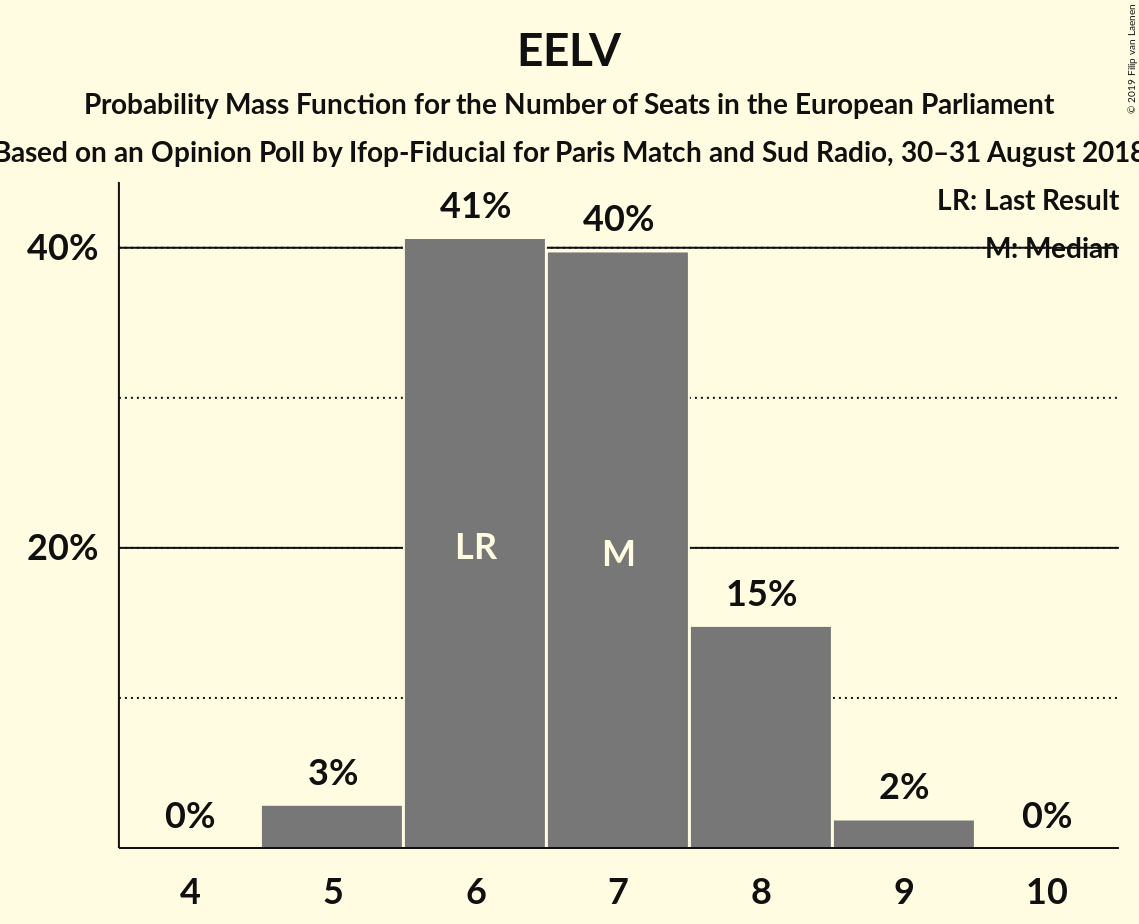 EELV
Probability Mass Function for the Number of Seats in the European Parliament
Based on an Opinion Poll by Ifop-Fiducial for Paris Match and Sud Radio, 30–31 August 2018
© 2019 Filip van Laenen
LR: Last Result
M: Median
41%
40%
40%
LR
M
20%
15%
3%
2%
0%
0%
4 5 6 7 8 9 10